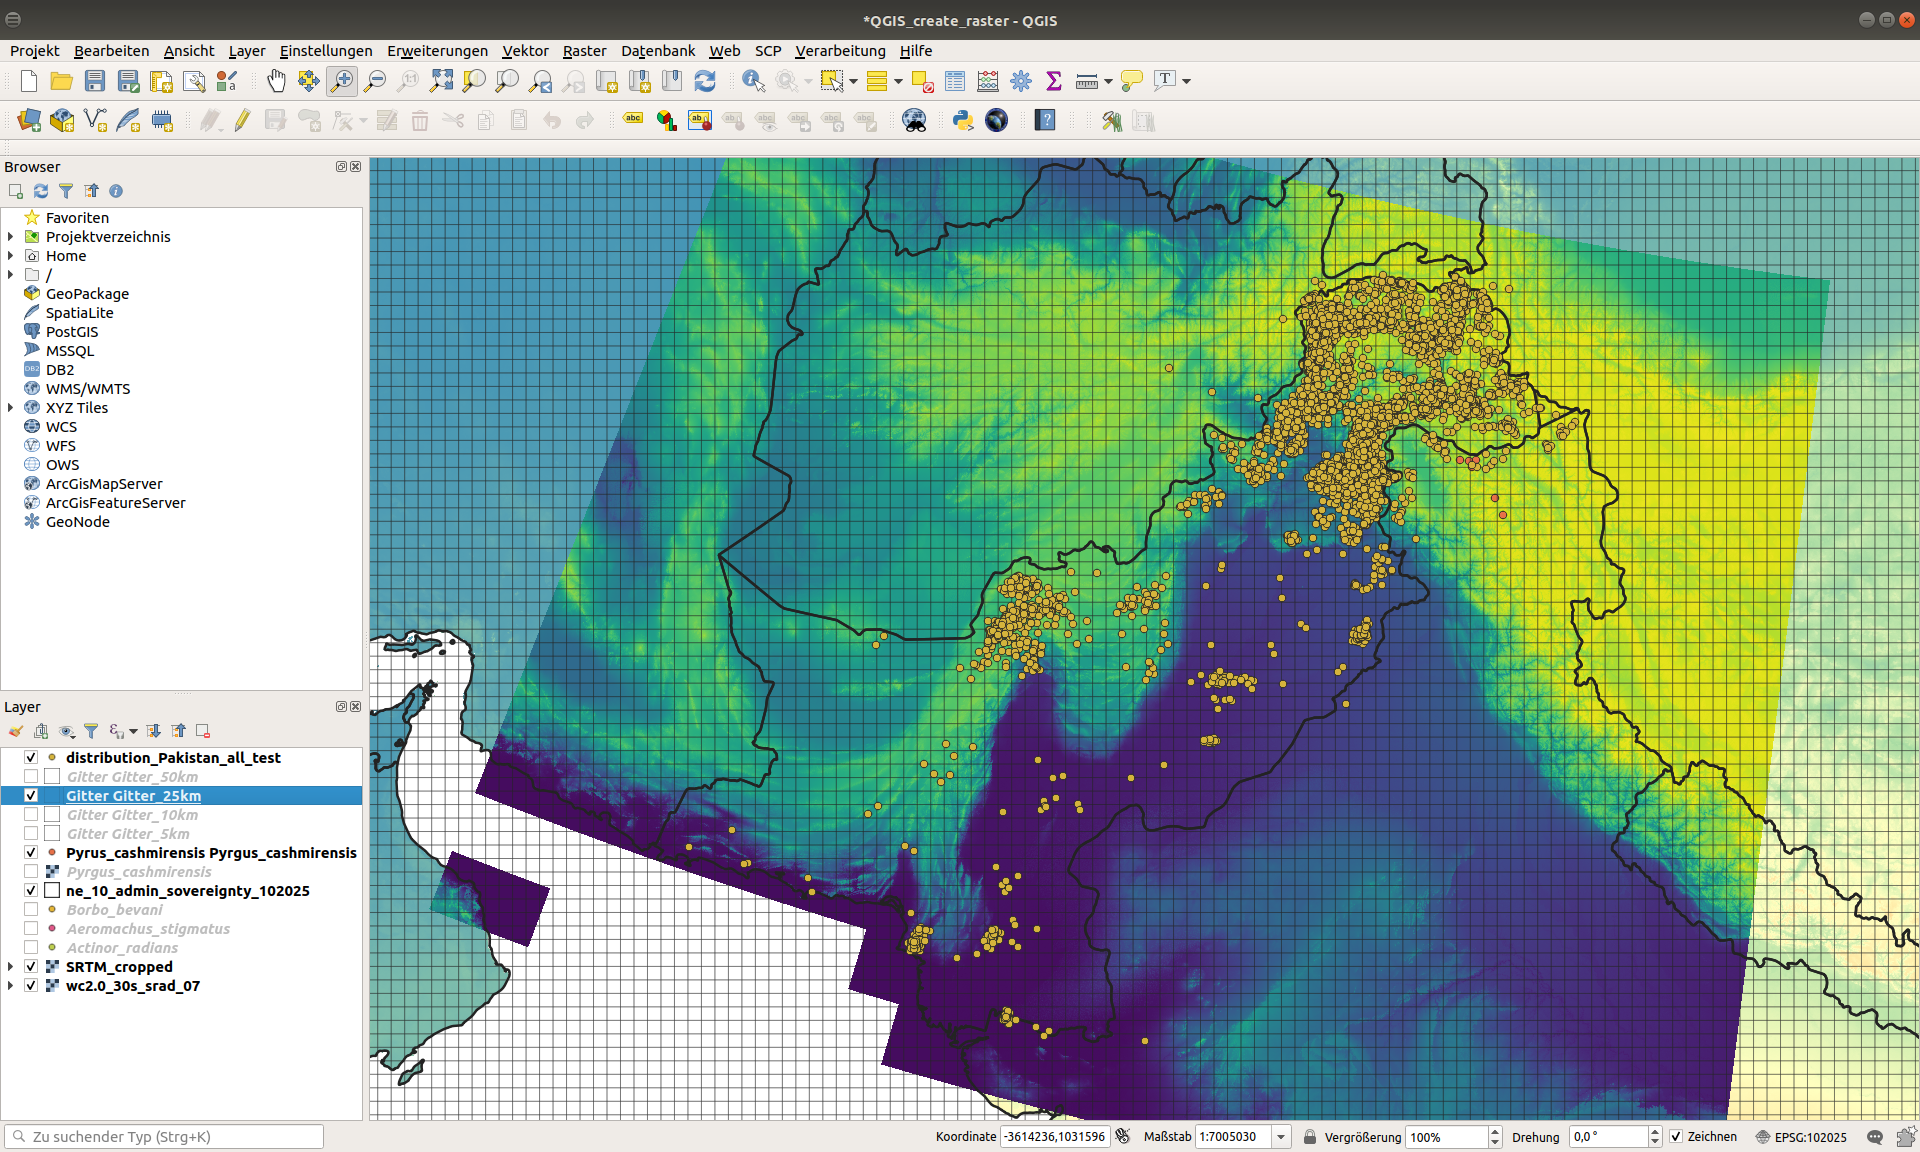 *QGIS_create_raster - QGIS
Projekt Bearbeiten Ansicht Layer Einstellungen Erweiterungen Vektor Raster Datenbank Web SCP Verarbeitung Hilfe
Browser
Favoriten
Projektverzeichnis
Home
/
GeoPackage
SpatiaLite
PostGIS
MSSQL
DB2
WMS/WMTS
XYZ Tiles
WCS
WFS
OWS
ArcGisMapServer
ArcGisFeatureServer
GeoNode
Layer
distribution_Pakistan_all_test
Gitter Gitter_50km
Gitter Gitter_25km
Gitter Gitter_10km
Gitter Gitter_5km
Pyrus_cashmirensis Pyrgus_cashmirensis
Pyrgus_cashmirensis
ne_10_admin_sovereignty_102025
Borbo_bevani
Aeromachus_stigmatus
Actinor_radians
SRTM_cropped
wc2.0_30s_srad_07
Zu suchender Typ (Strg+K)
Koordinate -3614236,1031596 Maßstab 1:7005030 Vergrößerung 100% Drehung 0,0 ° Zeichnen EPSG:102025